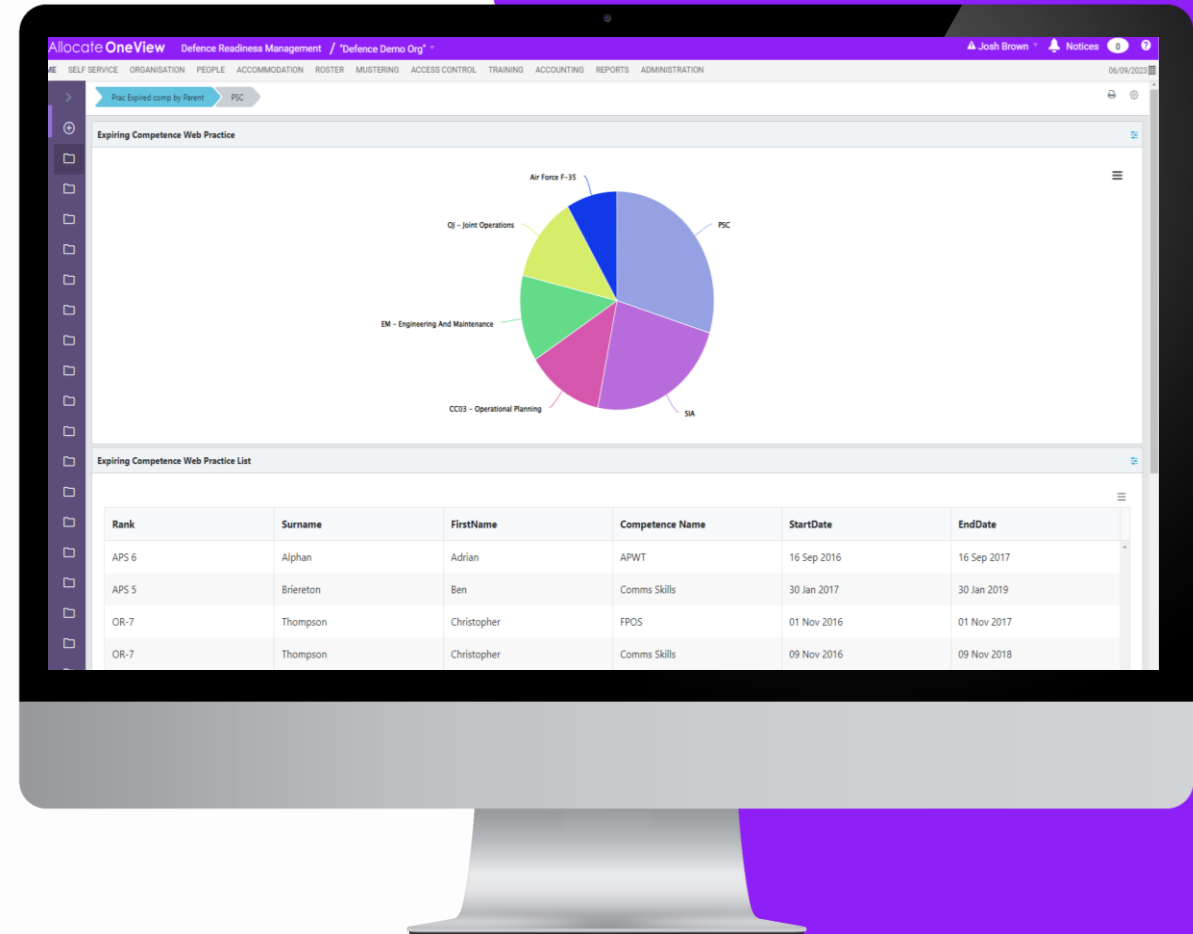 Allocate OneView Defence Readiness Management / "Defence Demo Org" Josh Brown Notices 0 ?
ME SELF SERVICE ORGANISATION PEOPLE ACCOMMODATION ROSTER MUSTERING ACCESS CONTROL TRAINING ACCOUNTING REPORTS ADMINISTRATION 06/09/2023
Prac Expired comp by Parent PSC
Expiring Competence Web Practice
Air Force F-35
OJ - Joint Operations
PSC
EM - Engineering And Maintenance
CC03 - Operational Planning
SIA
Expiring Competence Web Practice List
Rank Surname FirstName Competence Name StartDate EndDate
APS 6 Alphan Adrian APWT 16 Sep 2016 16 Sep 2017
APS 5 Briereton Ben Comms Skills 30 Jan 2017 30 Jan 2019
OR-7 Thompson Christopher FPOS 01 Nov 2016 01 Nov 2017
OR-7 Thompson Christopher Comms Skills 09 Nov 2016 09 Nov 2018